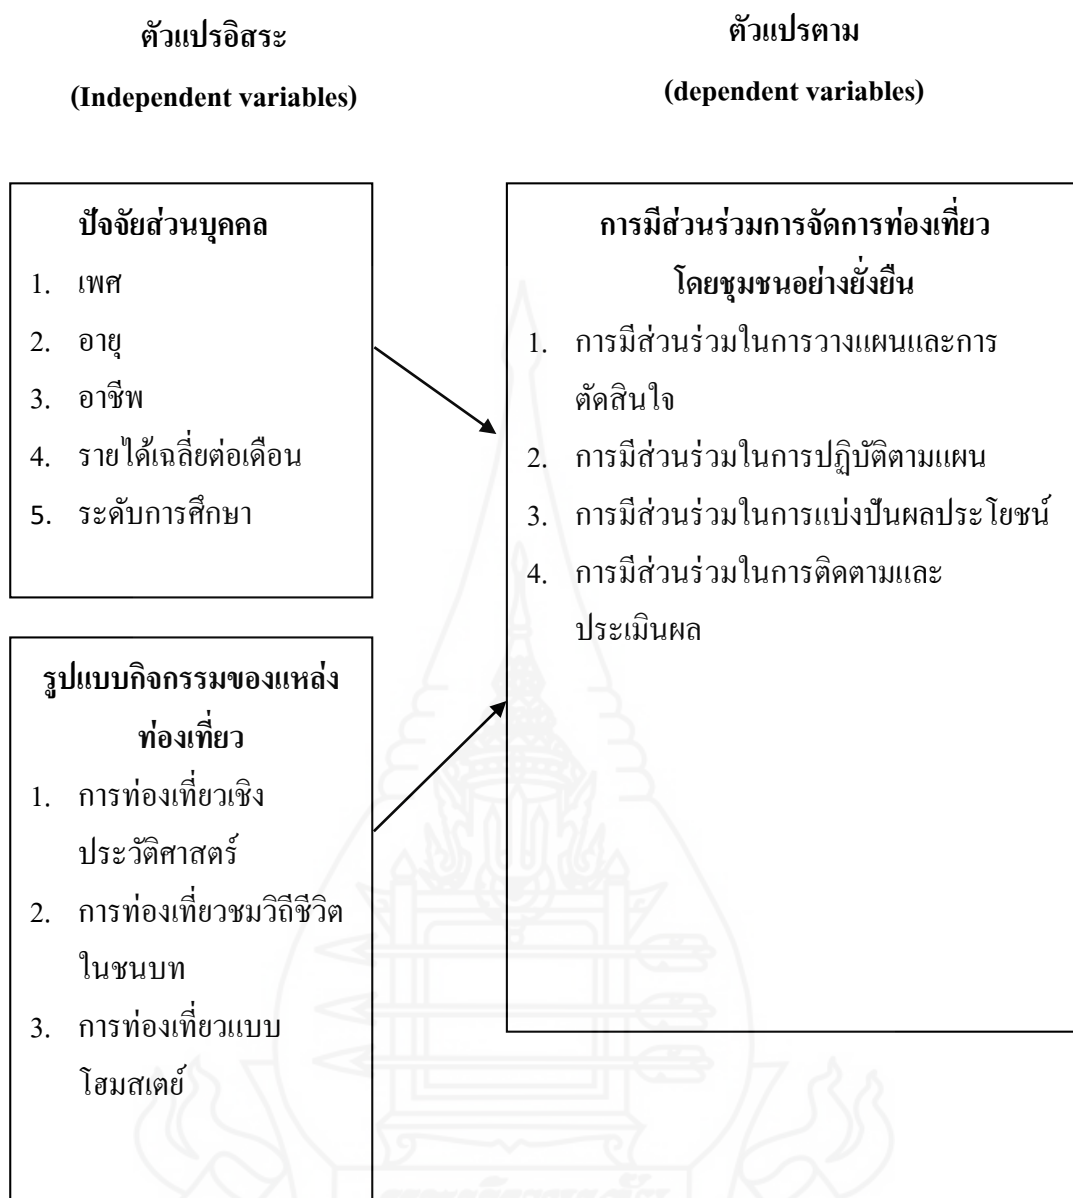 ตัวแปรอิสระ
(Independent variables)
ตัวแปรตาม
(dependent variables)
ปัจจัยส่วนบุคคล
1. เพศ
2. อายุ
3. อาชีพ
4. รายได้เฉลี่ยต่อเดือน
5. ระดับการศึกษา
รูปแบบกิจกรรมของแหล่ง
ท่องเที่ยว
1. การท่องเที่ยวเชิง
ประวัติศาสตร์
2. การท่องเที่ยวชมวิถีชีวิต
ในชนบท
3. การท่องเที่ยวแบบ
โฮมสเตย์
การมีส่วนร่วมการจัดการท่องเที่ยว
โดยชุมชนอย่างยั่งยืน
1. การมีส่วนร่วมในการวางแผนและการ
ตัดสินใจ
2. การมีส่วนร่วมในการปฏิบัติตามแผน
3. การมีส่วนร่วมในการแบ่งปันผลประโยชน์
4. การมีส่วนร่วมในการติดตามและ
ประเมินผล